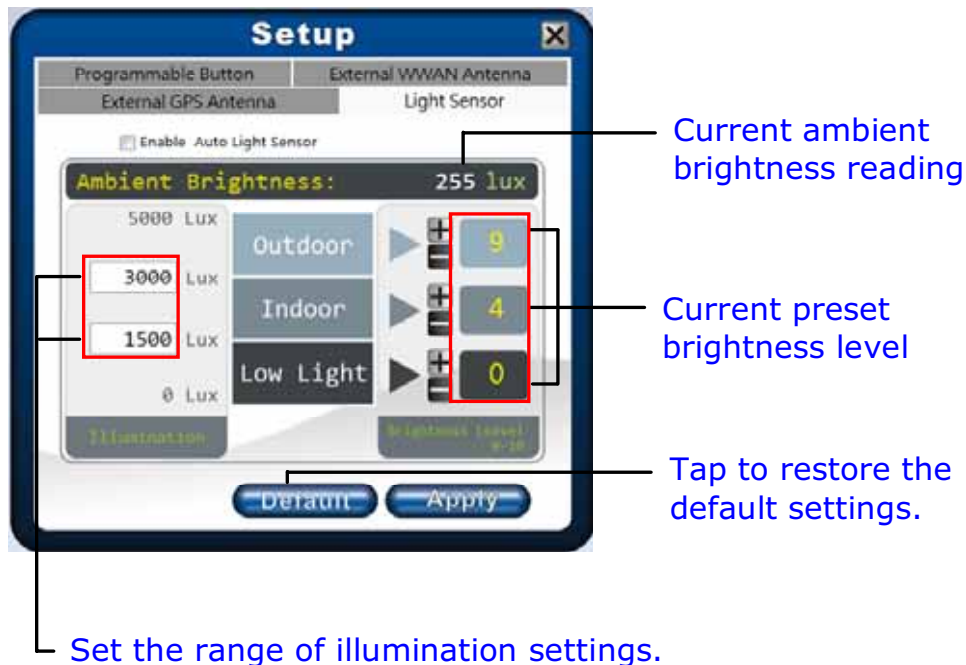 Setup
Programmable Button
External WWAN Antenna
External GPS Antenna
Light Sensor
Enable Auto Light Sensor
Ambient Brightness:
255 lux
5000 Lux
3000 Lux
1500 Lux
0 Lux
Illumination
Outdoor
Indoor
Low Light
+
−
9
+
−
4
+
−
0
Brightness Level
0-10
Default
Apply
Current ambient
brightness reading
Current preset
brightness level
Tap to restore the
default settings.
Set the range of illumination settings.